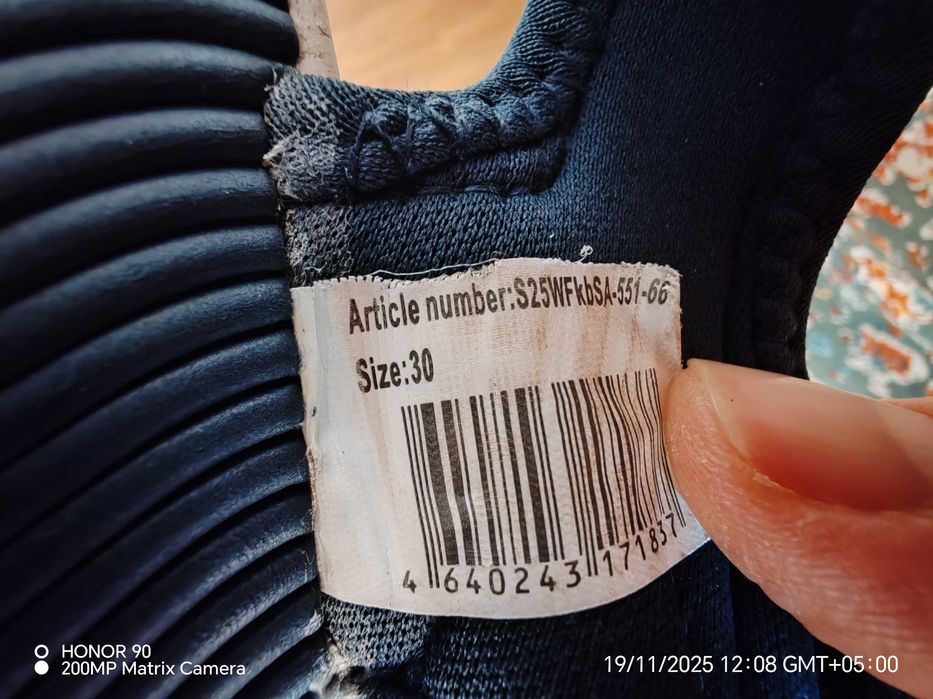 Article number:S25WFkbSA-551-66
Size:30
4 640243 171837
HONOR 90
200MP Matrix Camera
19/11/2025 12:08 GMT+05:00